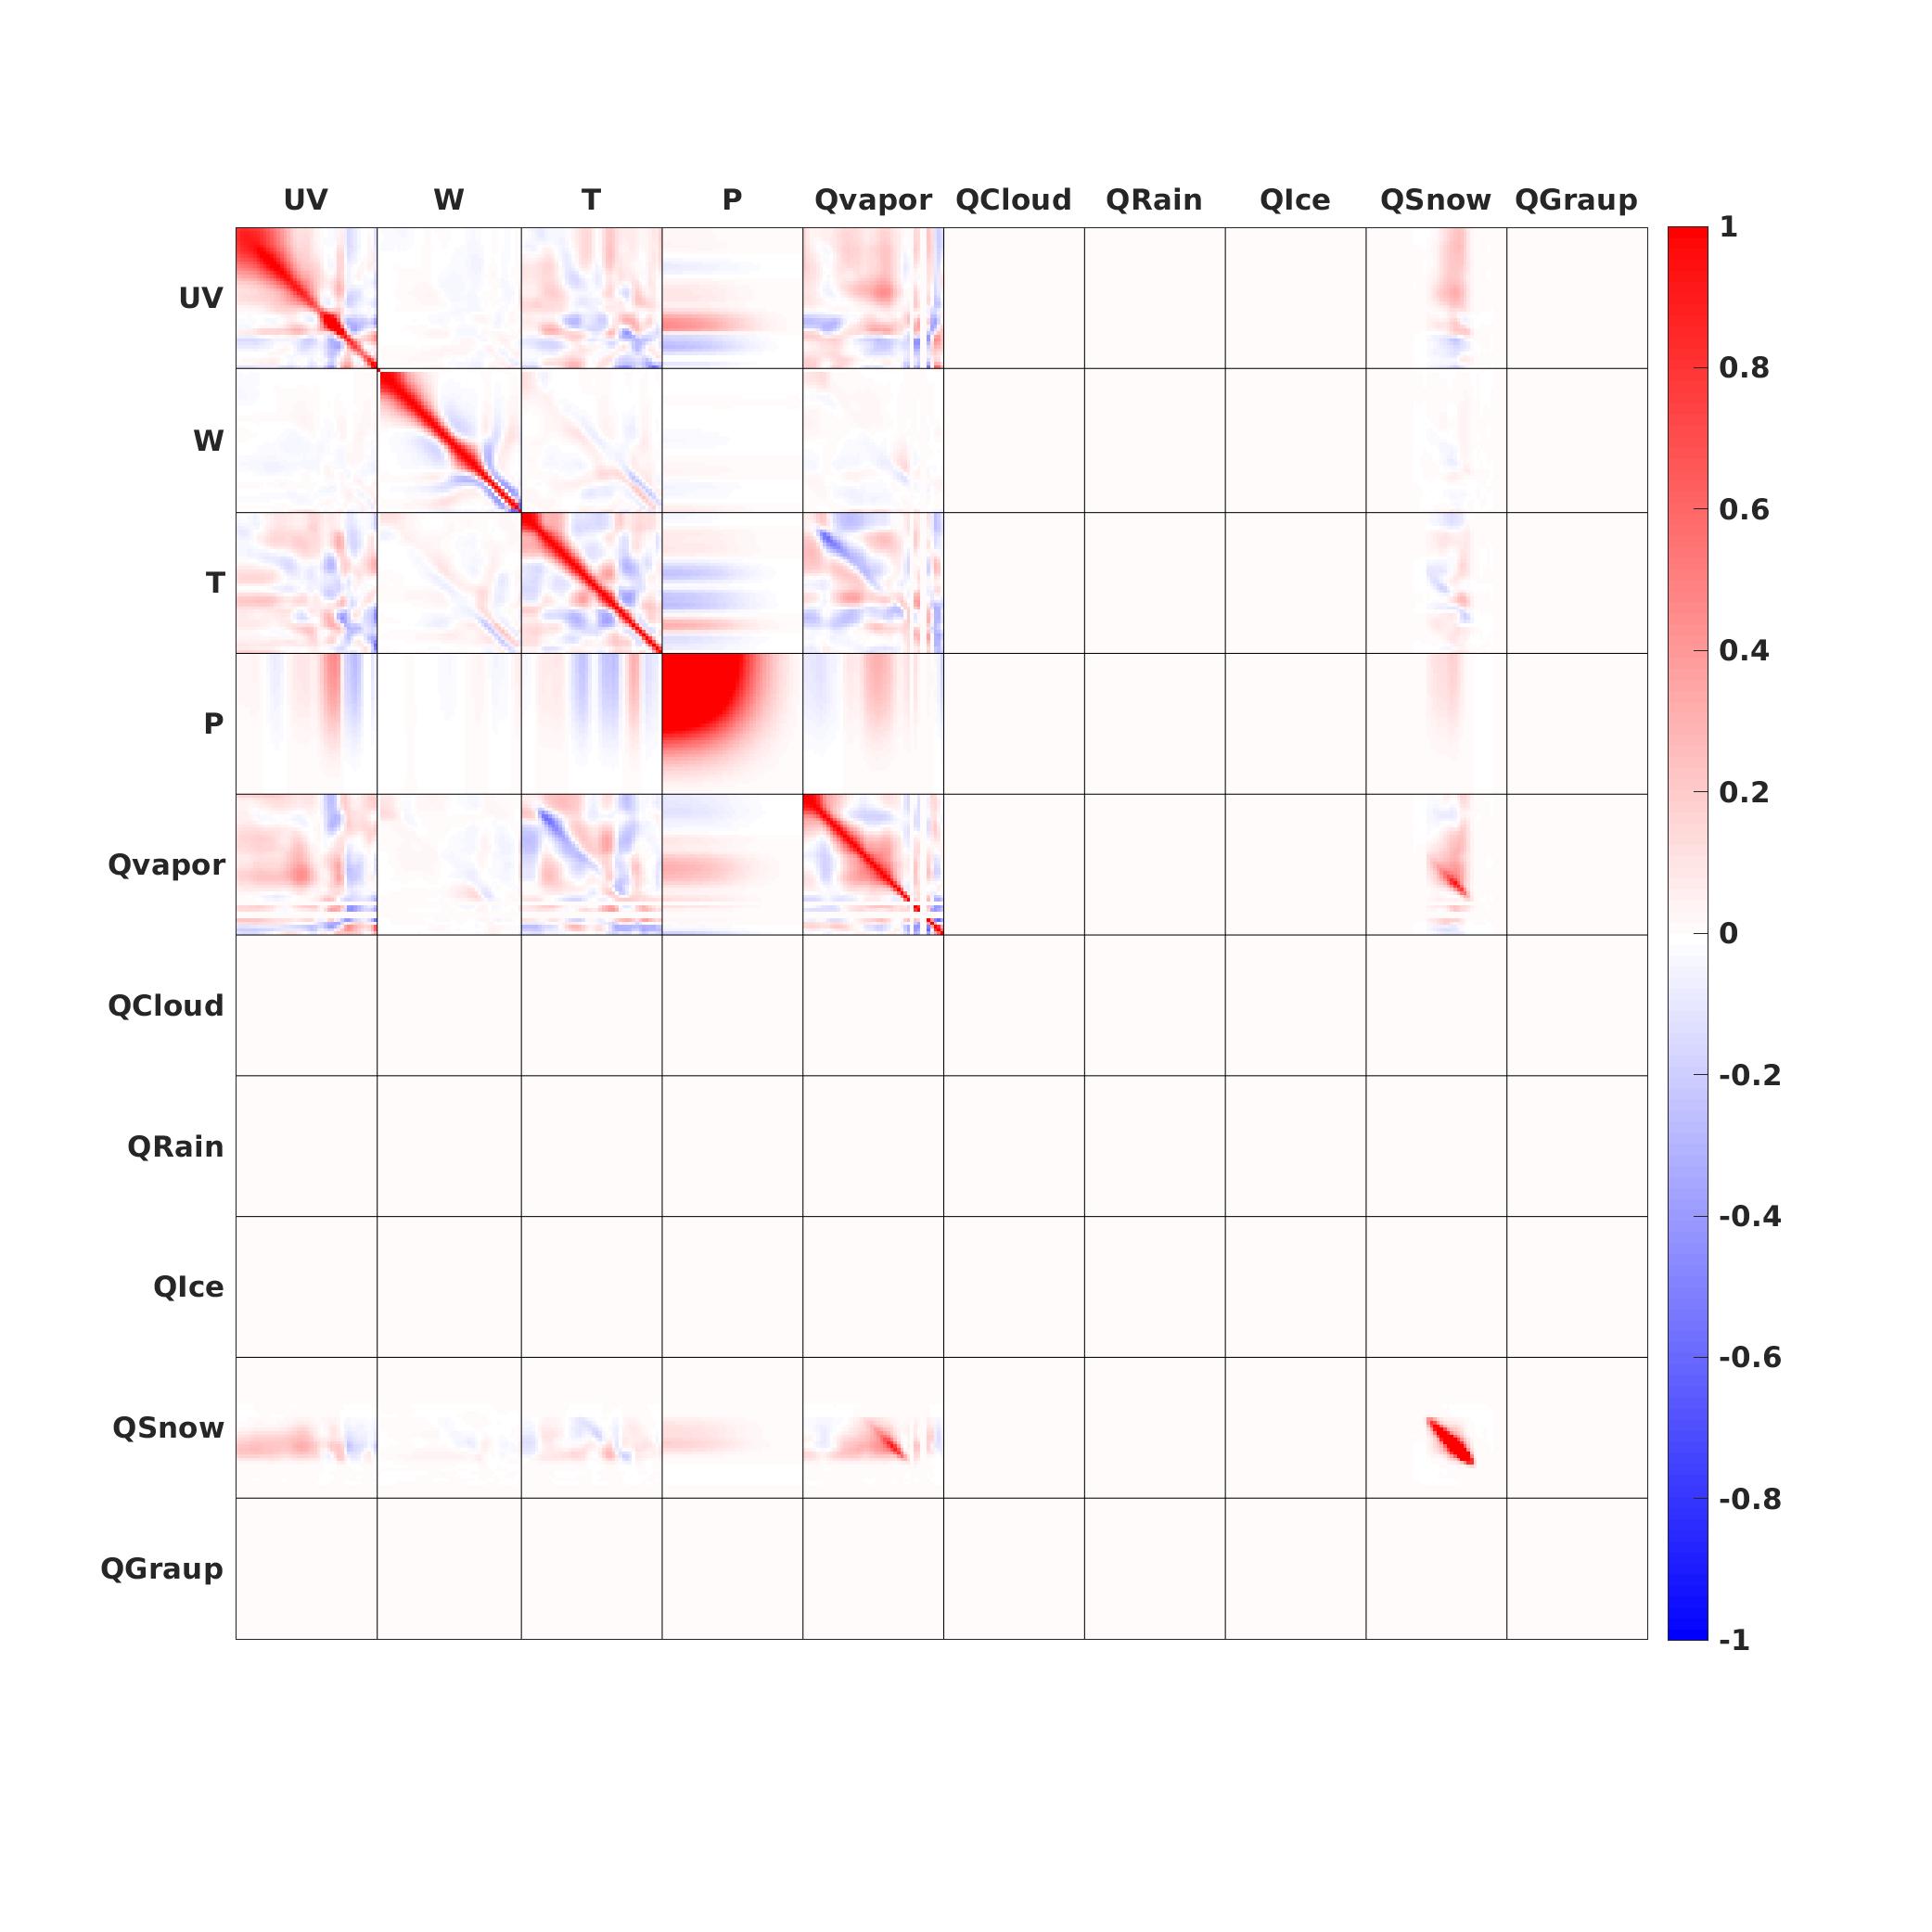 UV W T P Qvapor QCloud QRain QIce QSnow QGraup
UV
W
T
P
Qvapor
QCloud
QRain
QIce
QSnow
QGraup
1
0.8
0.6
0.4
0.2
0
-0.2
-0.4
-0.6
-0.8
-1